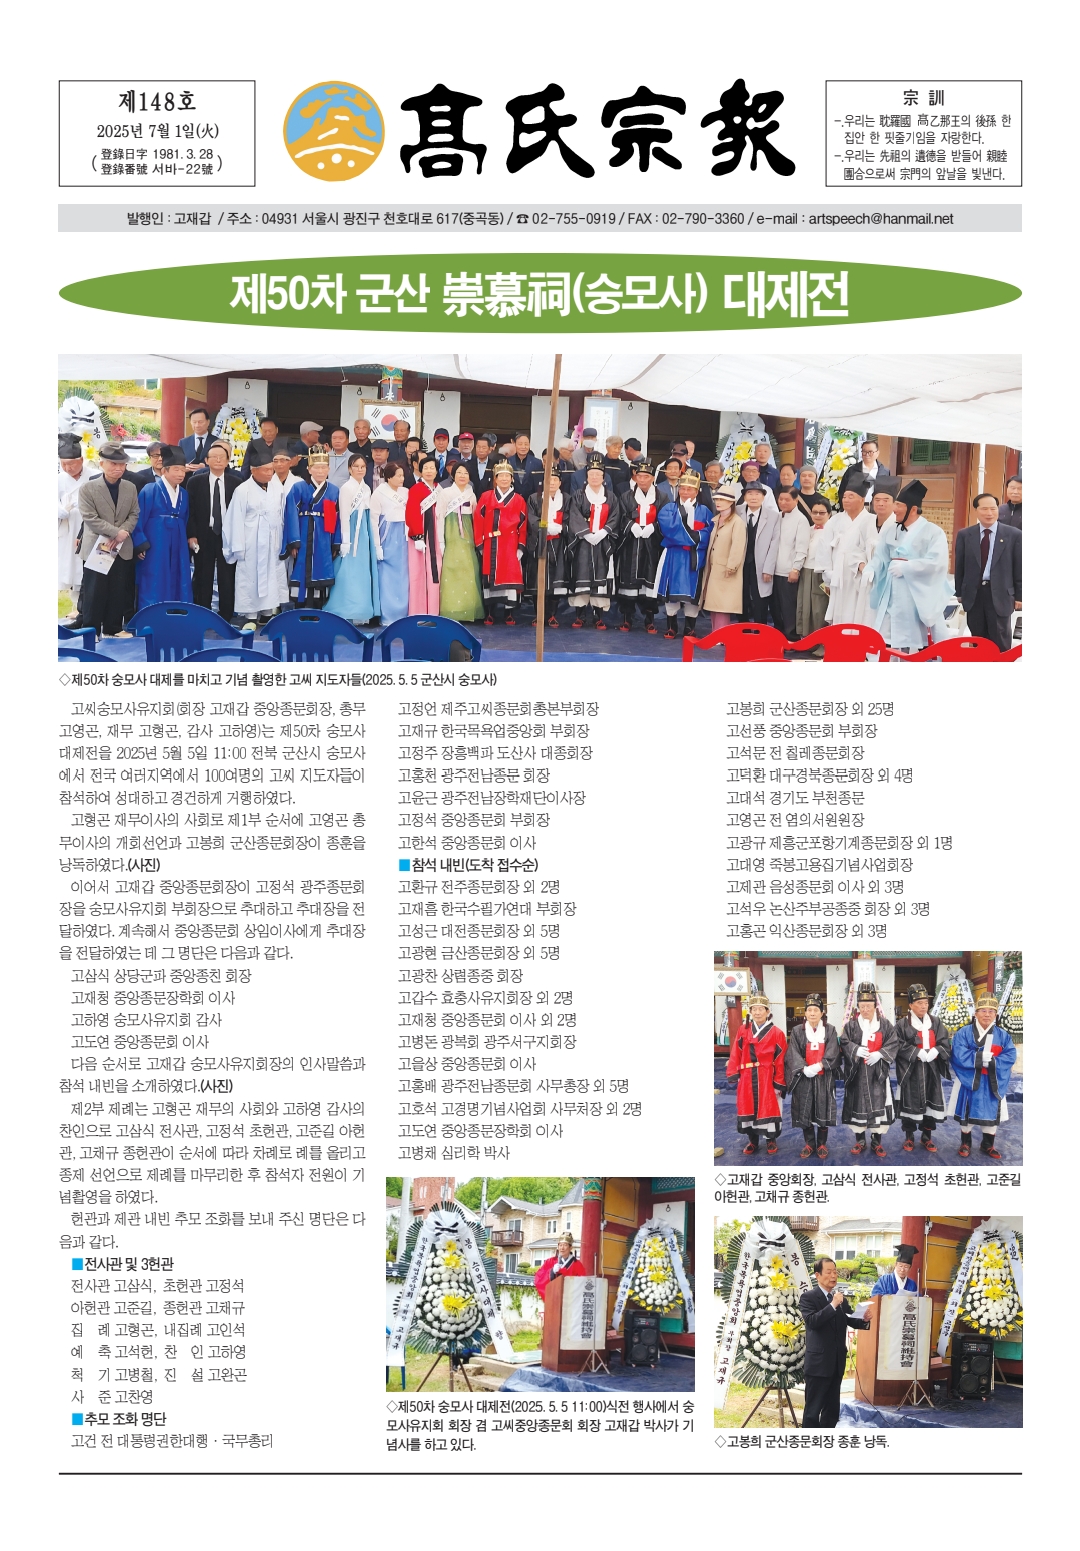 제148호
2025년 7월 1일(火)
(登錄日字 1981. 3. 28
登錄番號 서바-22號)
高氏宗報
宗 訓
-.우리는 耽羅國 髙乙那王의 後孫 한
집안 한 핏줄기임을 자랑한다.
-.우리는 先祖의 遺德을 받들어 親睦
團合으로써 宗門의 앞날을 빛낸다.
발행인 : 고재갑 / 주소 : 04931 서울시 광진구 천호대로 617(중곡동) / ☎ 02-755-0919 / FAX : 02-790-3360 / e-mail : artspeech@hanmail.net
제50차 군산 崇慕祠(숭모사) 대제전
◇제50차 숭모사 대제를 마치고 기념 촬영한 고씨 지도자들(2025. 5. 5 군산시 숭모사)
고씨숭모사유지회(회장 고재갑 중앙종문회장, 총무
고영곤, 재무 고형곤, 감사 고하영)는 제50차 숭모사
대제전을 2025년 5월 5일 11:00 전북 군산시 숭모사
에서 전국 여러지역에서 100여명의 고씨 지도자들이
참석하여 성대하고 경건하게 거행하였다.
고형곤 재무이사의 사회로 제1부 순서에 고영곤 총
무이사의 개회선언과 고봉희 군산종문회장이 종훈을
낭독하였다.(사진)
이어서 고재갑 중앙종문회장이 고정석 광주종문회
장을 숭모사유지회 부회장으로 추대하고 추대장을 전
달하였다. 계속해서 중앙종문회 상임이사에게 추대장
을 전달하였는 데 그 명단은 다음과 같다.
고삼식 상당군파 중앙종친 회장
고재청 중앙종문장학회 이사
고하영 숭모사유지회 감사
고도연 중앙종문회 이사
다음 순서로 고재갑 숭모사유지회장의 인사말씀과
참석 내빈을 소개하였다.(사진)
제2부 제례는 고형곤 재무의 사회와 고하영 감사의
찬인으로 고삼식 전사관, 고정석 초헌관, 고준길 아헌
관, 고채규 종헌관이 순서에 따라 차례로 례를 올리고
종제 선언으로 제례를 마무리한 후 참석자 전원이 기
념촬영을 하였다.
헌관과 제관 내빈 추모 조화를 보내 주신 명단은 다
음과 같다.
■전사관 및 3헌관
전사관 고삼식, 초헌관 고정석
아헌관 고준길, 종헌관 고채규
집 례 고형곤, 내집례 고인석
예 축 고석헌, 찬 인 고하영
척 기 고병철, 진 설 고완곤
사 준 고찬영
■추모 조화 명단
고건 전 대통령권한대행 · 국무총리
고정언 제주고씨종문회총본부회장
고재규 한국목욕업중앙회 부회장
고정주 장흥백파 도산사 대종회장
고홍천 광주전남종문 회장
고윤근 광주전남장학재단이사장
고정석 중앙종문회 부회장
고한석 중앙종문회 이사
■참석 내빈(도착 접수순)
고환규 전주종문회장 외 2명
고재흠 한국수필가연대 부회장
고성근 대전종문회장 외 5명
고광현 금산종문회장 외 5명
고광찬 상렴종중 회장
고갑수 효충사유지회장 외 2명
고재청 중앙종문회 이사 외 2명
고병돈 광복회 광주서구지회장
고을상 중앙종문회 이사
고홍배 광주전남종문회 사무총장 외 5명
고호석 고경명기념사업회 사무처장 외 2명
고도연 중앙종문장학회 이사
고병채 심리학 박사
한국목욕업중앙회 부회장 고재규
봉
숭모사대제
향
高氏崇慕祠維持會
◇제50차 숭모사 대제전(2025. 5. 5 11:00)식전 행사에서 숭
모사유지회 회장 겸 고씨중앙종문회 회장 고재갑 박사가 기
념사를 하고 있다.
고봉희 군산종문회장 외 25명
고선풍 중앙종문회 부회장
고석문 전 칠레종문회장
고덕환 대구경북종문회장 외 4명
고대석 경기도 부천종문
고영곤 전 염의서원원장
고광규 제흥군포항기계종문회장 외 1명
고대영 죽봉고용집기념사업회장
고제관 음성종문회 이사 외 3명
고석우 논산주부공종중 회장 외 3명
고홍곤 익산종문회장 외 3명
◇고재갑 중앙회장, 고삼식 전사관, 고정석 초헌관, 고준길
아헌관, 고채규 종헌관.
한국목욕업중앙회 부회장 고재규
봉
高氏崇慕祠維持會
◇고봉희 군산종문회장 종훈 낭독.